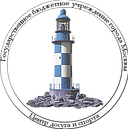 Государственное бюджетное учреждение города Москвы
Центр досуга и спорта